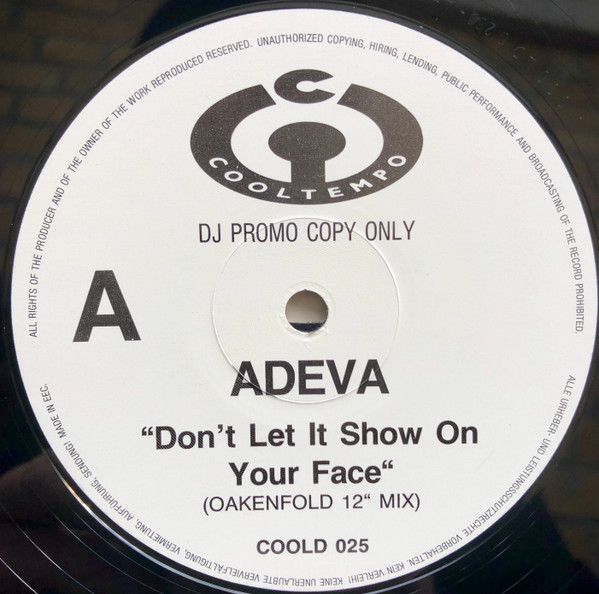 ALL RIGHTS OF THE PRODUCER AND OF THE OWNER OF THE WORK REPRODUCED RESERVED. UNAUTHORIZED COPYING, HIRING, LENDING, PUBLIC PERFORMANCE AND BROADCASTING OF THE RECORD PROHIBITED.
C
COOLTEMPO
DJ PROMO COPY ONLY
A
ADEVA
“Don't Let It Show On
Your Face“
(OAKENFOLD 12“ MIX)
COOLD 025
ALLE URHEBER- UND LEISTUNGSSCHUTZRECHTE VORBEHALTEN. KEIN VERLEIH! KEINE UNERLAUBTE VERVIELFÄLTIGUNG, VERMIETUNG, AUFFÜHRUNG, SENDUNG! MADE IN EEC.